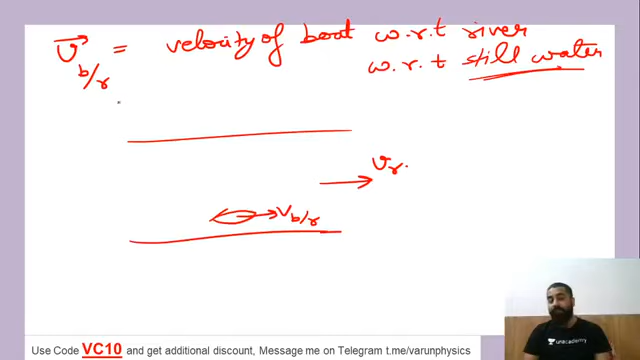 v⃗ b/r = velocity of boat w.r.t river
w.r.t still water
Vr.
Vb/r
unacademy
Use Code VC10 and get additional discount, Message me on Telegram t.me/varunphysics